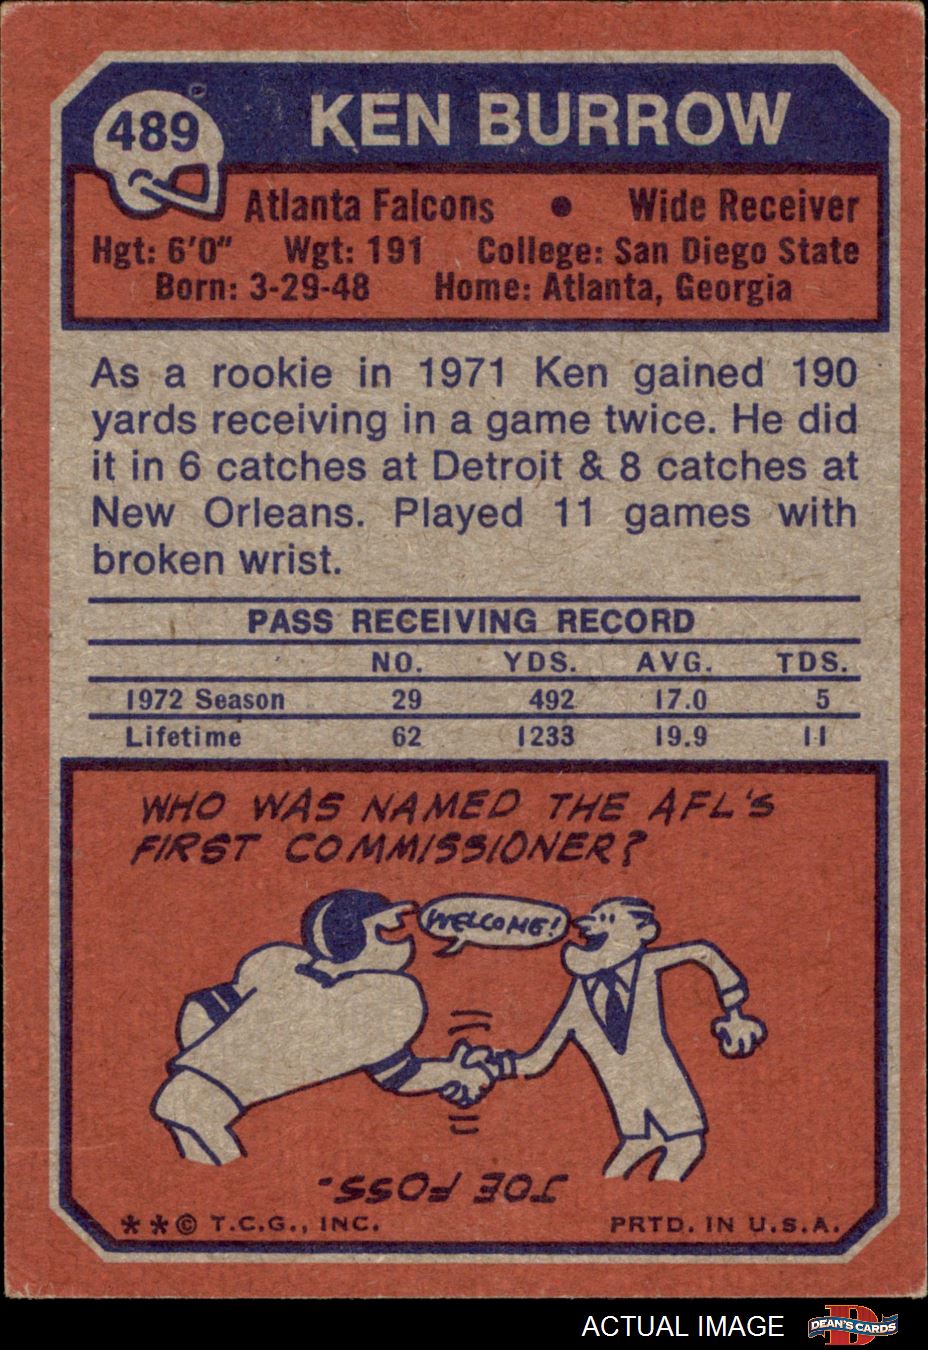 489
KEN BURROW
Atlanta Falcons • Wide Receiver
Hgt: 6'0" Wgt: 191 College: San Diego State
Born: 3-29-48 Home: Atlanta, Georgia
As a rookie in 1971 Ken gained 190
yards receiving in a game twice. He did
it in 6 catches at Detroit & 8 catches at
New Orleans. Played 11 games with
broken wrist.
PASS RECEIVING RECORD
NO. YDS. AVG. TDS.
1972 Season 29 492 17.0 5
Lifetime 62 1233 19.9 11
WHO WAS NAMED THE AFL'S
FIRST COMMISSIONER?
WELCOME!
JOE FOSS.
**© T.C.G., INC. PRTD. IN U.S.A.
ACTUAL IMAGE
D
DEAN'S CARDS